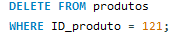 DELETE FROM produtos
WHERE ID_produto = 121;